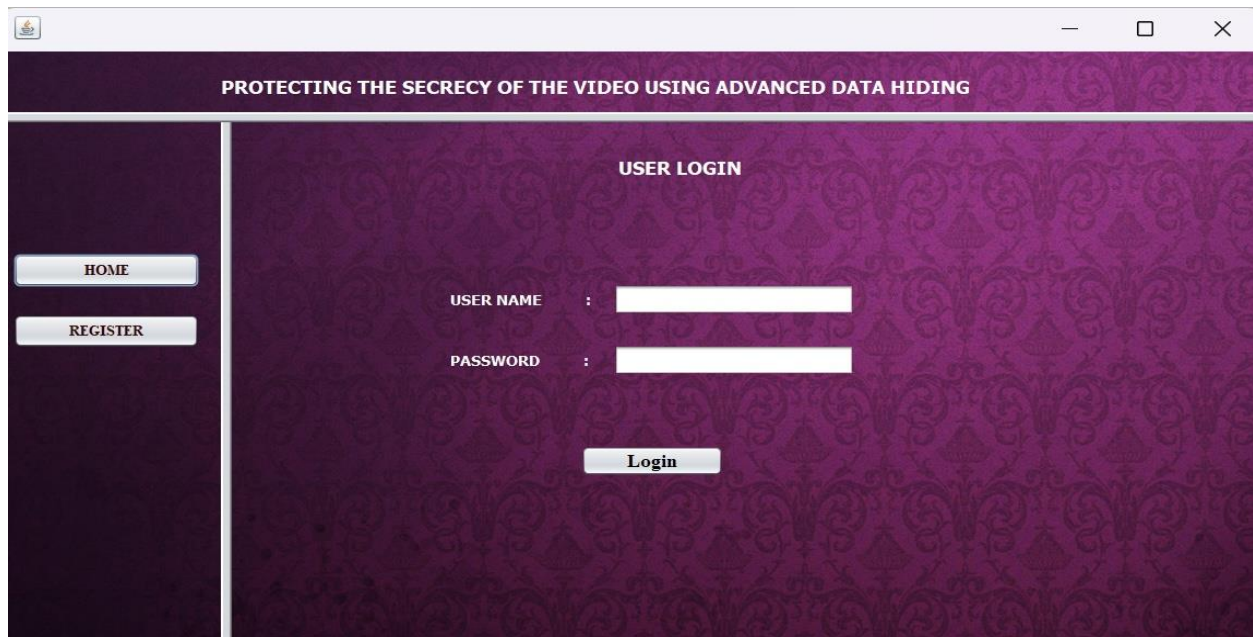 PROTECTING THE SECRECY OF THE VIDEO USING ADVANCED DATA HIDING
USER LOGIN
HOME
REGISTER
USER NAME :
PASSWORD :
Login